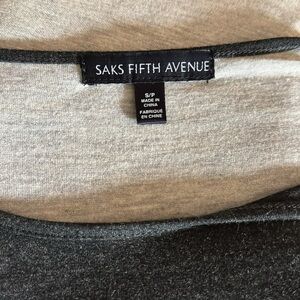 SAKS FIFTH AVENUE
S/P
MADE IN
CHINA
FABRIQUÉ
EN CHINE